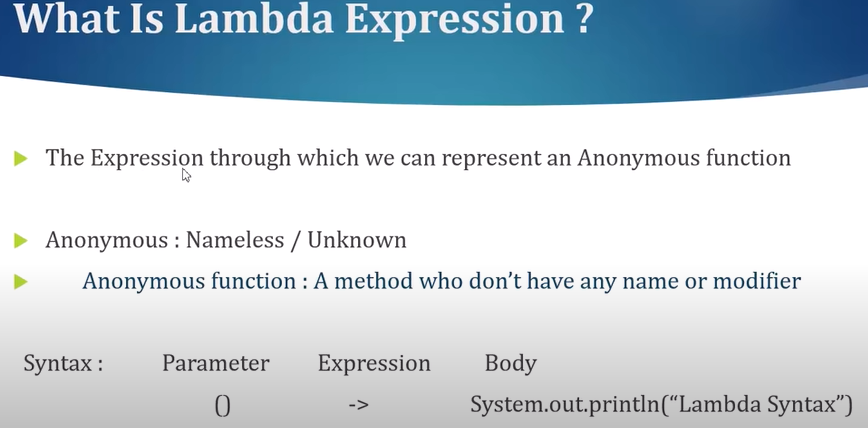 What Is Lambda Expression ?
The Expression through which we can represent an Anonymous function
Anonymous : Nameless / Unknown
Anonymous function : A method who don’t have any name or modifier
Syntax : Parameter Expression Body
() -> System.out.println(“Lambda Syntax”)